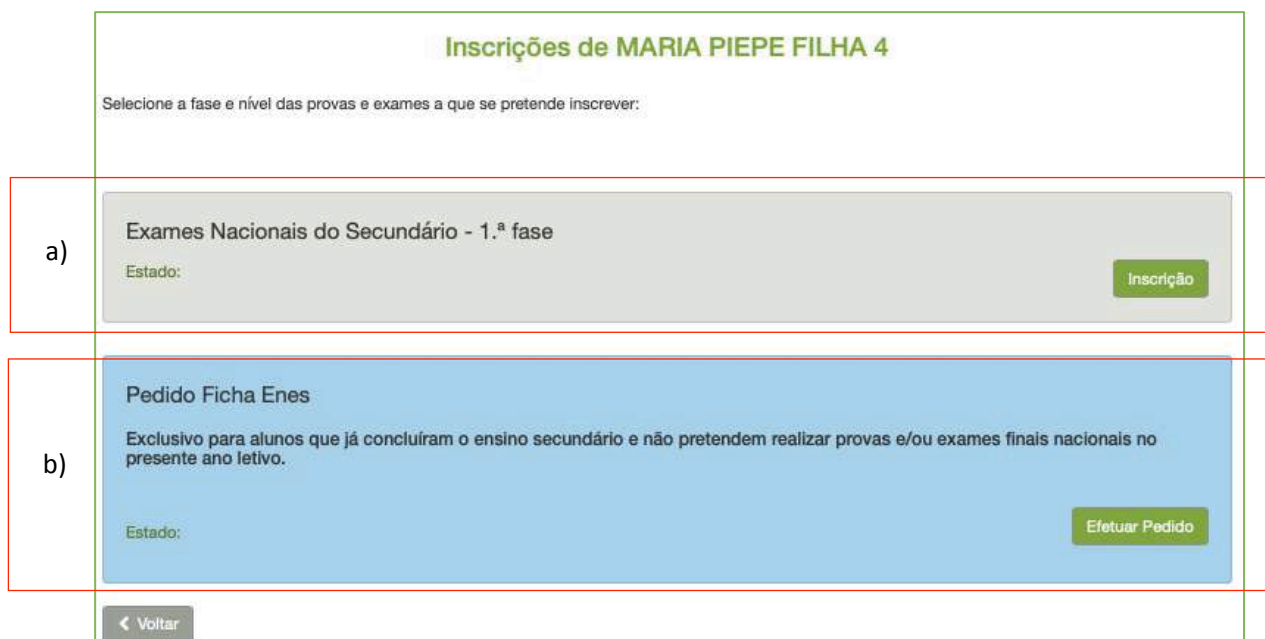 Inscrições de MARIA PIEPE FILHA 4
Selecione a fase e nível das provas e exames a que se pretende inscrever:
a)
Exames Nacionais do Secundário - 1.ª fase
Estado:
Inscrição
b)
Pedido Ficha Enes
Exclusivo para alunos que já concluíram o ensino secundário e não pretendem realizar provas e/ou exames finais nacionais no
presente ano letivo.
Estado:
Efetuar Pedido
Voltar